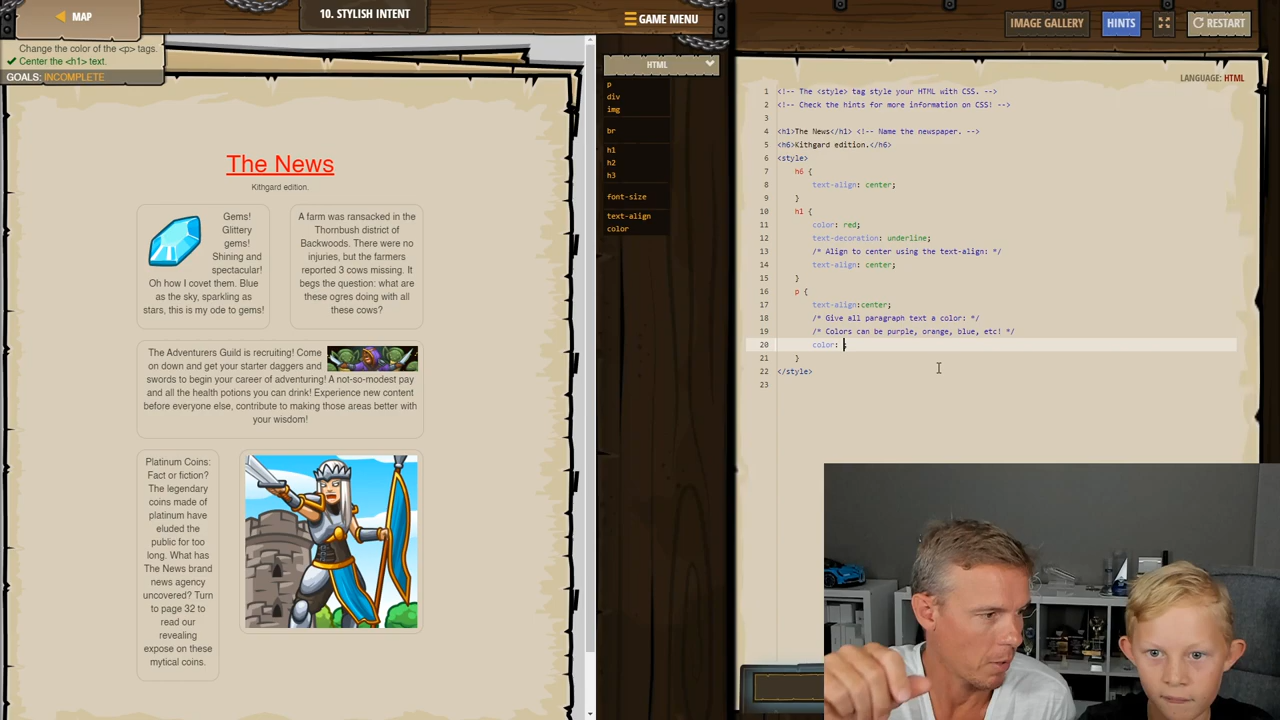 MAP
10. STYLISH INTENT
GAME MENU
IMAGE GALLERY
HINTS
RESTART
Change the color of the <p> tags.
Center the <h1> text.
GOALS: INCOMPLETE
The News
Kithgard edition.
Gems!
Glittery
gems!
Shining and
spectacular!
Oh how I covet them. Blue
as the sky, sparkling as
stars, this is my ode to gems!
A farm was ransacked in the
Thornbush district of
Backwoods. There were no
injuries, but the farmers
reported 3 cows missing. It
begs the question: what are
these ogres doing with all
these cows?
The Adventurers Guild is recruiting! Come
on down and get your starter daggers and
swords to begin your career of adventuring! A not-so-modest pay
and all the health potions you can drink! Experience new content
before everyone else, contribute to making those areas better with
your wisdom!
Platinum Coins:
Fact or fiction?
The legendary
coins made of
platinum have
eluded the
public for too
long. What has
The News brand
news agency
uncovered? Turn
to page 32 to
read our
revealing
expose on these
mythical coins.
HTML
p
div
img
br
h1
h2
h3
font-size
text-align
color
LANGUAGE: HTML
1 <!-- The <style> tag style your HTML with CSS. -->
2 <!-- Check the hints for more information on CSS! -->
3
4 <h1>The News</h1> <!-- Name the newspaper. -->
5 <h6>Kithgard edition.</h6>
6 <style>
7 h6 {
8 text-align: center;
9 }
10 h1 {
11 color: red;
12 text-decoration: underline;
13 /* Align to center using the text-align: */
14 text-align: center;
15 }
16 p {
17 text-align:center;
18 /* Give all paragraph text a color: */
19 /* Colors can be purple, orange, blue, etc! */
20 color: ;
21 }
22 </style>
23